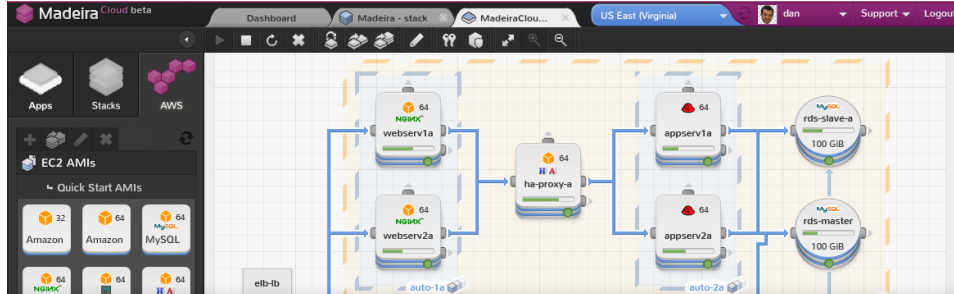 Madeira Cloud beta
Dashboard
Madeira - stack
MadeiraClou...
US East (Virginia)
dan
Support
Logout
Apps
Stacks
AWS
EC2 AMIs
Quick Start AMIs
32
Amazon
64
Amazon
64
MySQL
MySQL
64
NGINX
64
64
H A
64
NGINX
webserv1a
64
NGINX
webserv2a
64
H A
ha-proxy-a
64
appserv1a
64
appserv2a
MySQL
rds-slave-a
100 GiB
MySQL
rds-master
100 GiB
elb-lb
auto-1a
auto-2a